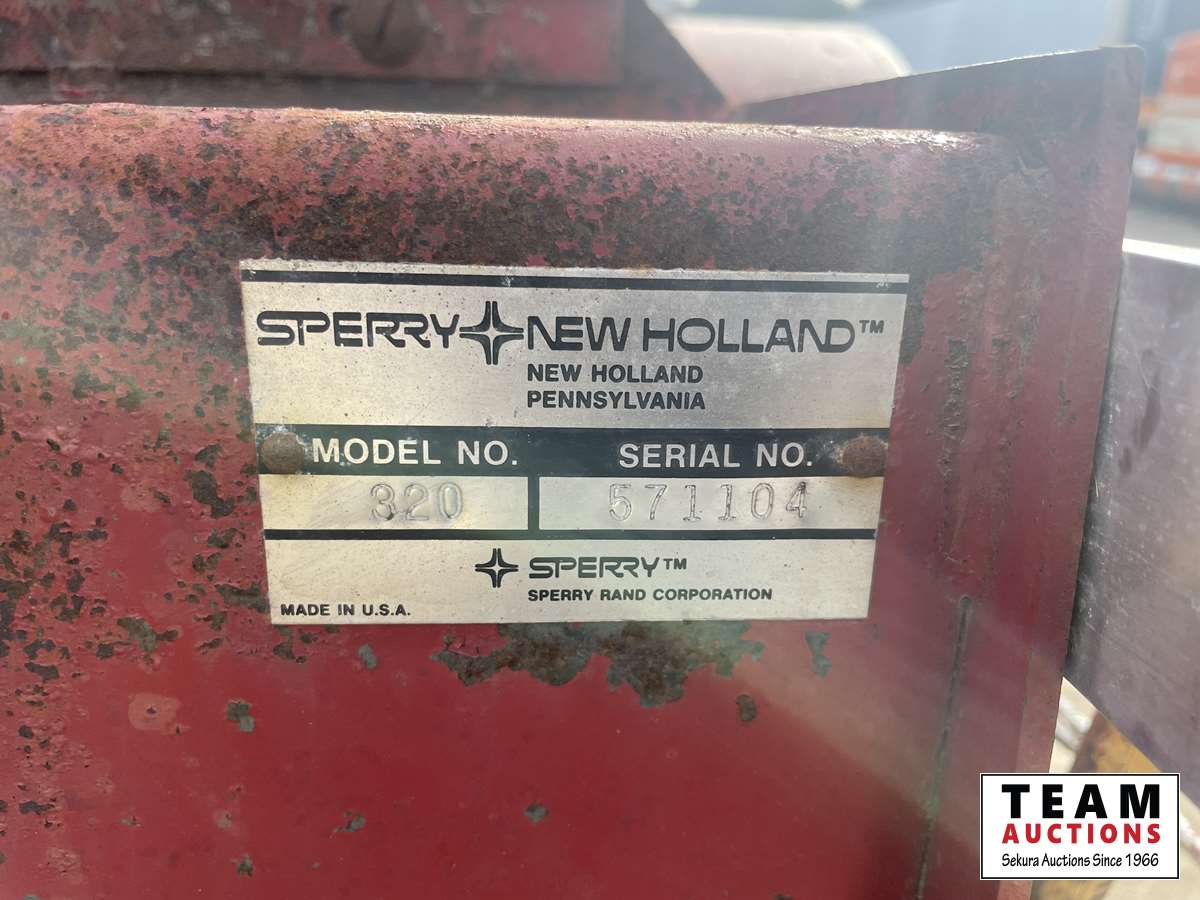 SPERRY NEW HOLLAND™
NEW HOLLAND
PENNSYLVANIA
MODEL NO. SERIAL NO.
320 571104
SPERRY™
SPERRY RAND CORPORATION
MADE IN U.S.A.
TEAM
AUCTIONS
Sekura Auctions Since 1966